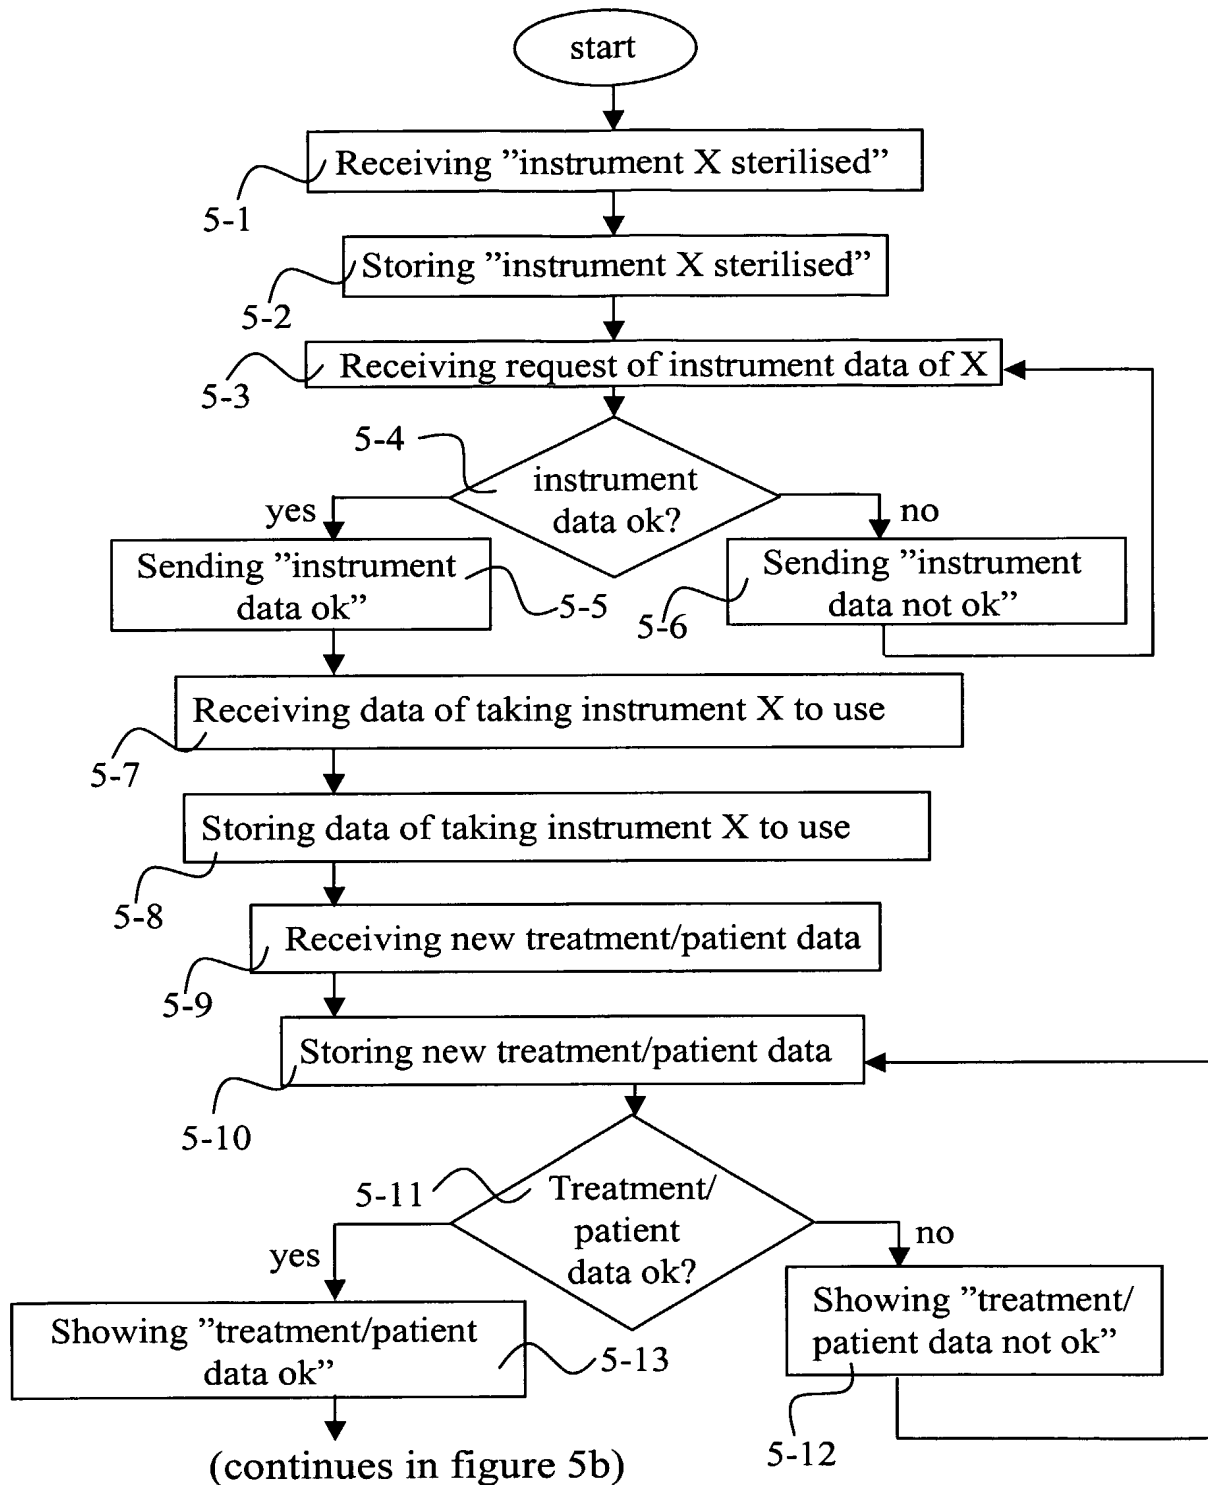 start
Receiving ”instrument X sterilised”
5-1
Storing ”instrument X sterilised”
5-2
Receiving request of instrument data of X
5-3
5-4
instrument
data ok?
yes
no
Sending ”instrument
data ok”
5-5
Sending ”instrument
data not ok”
5-6
Receiving data of taking instrument X to use
5-7
Storing data of taking instrument X to use
5-8
Receiving new treatment/patient data
5-9
Storing new treatment/patient data
5-10
5-11
Treatment/
patient
data ok?
yes
no
Showing ”treatment/patient
data ok”
5-13
Showing ”treatment/
patient data not ok”
5-12
(continues in figure 5b)